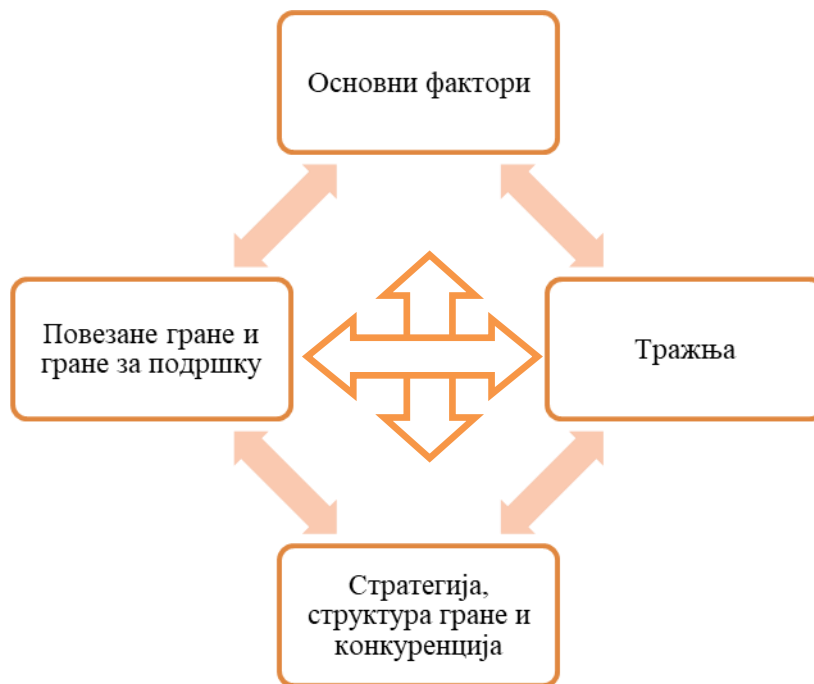 Основни фактори
Повезане гране и
гране за подршку
Тражња
Стратегија,
структура гране и
конкуренција